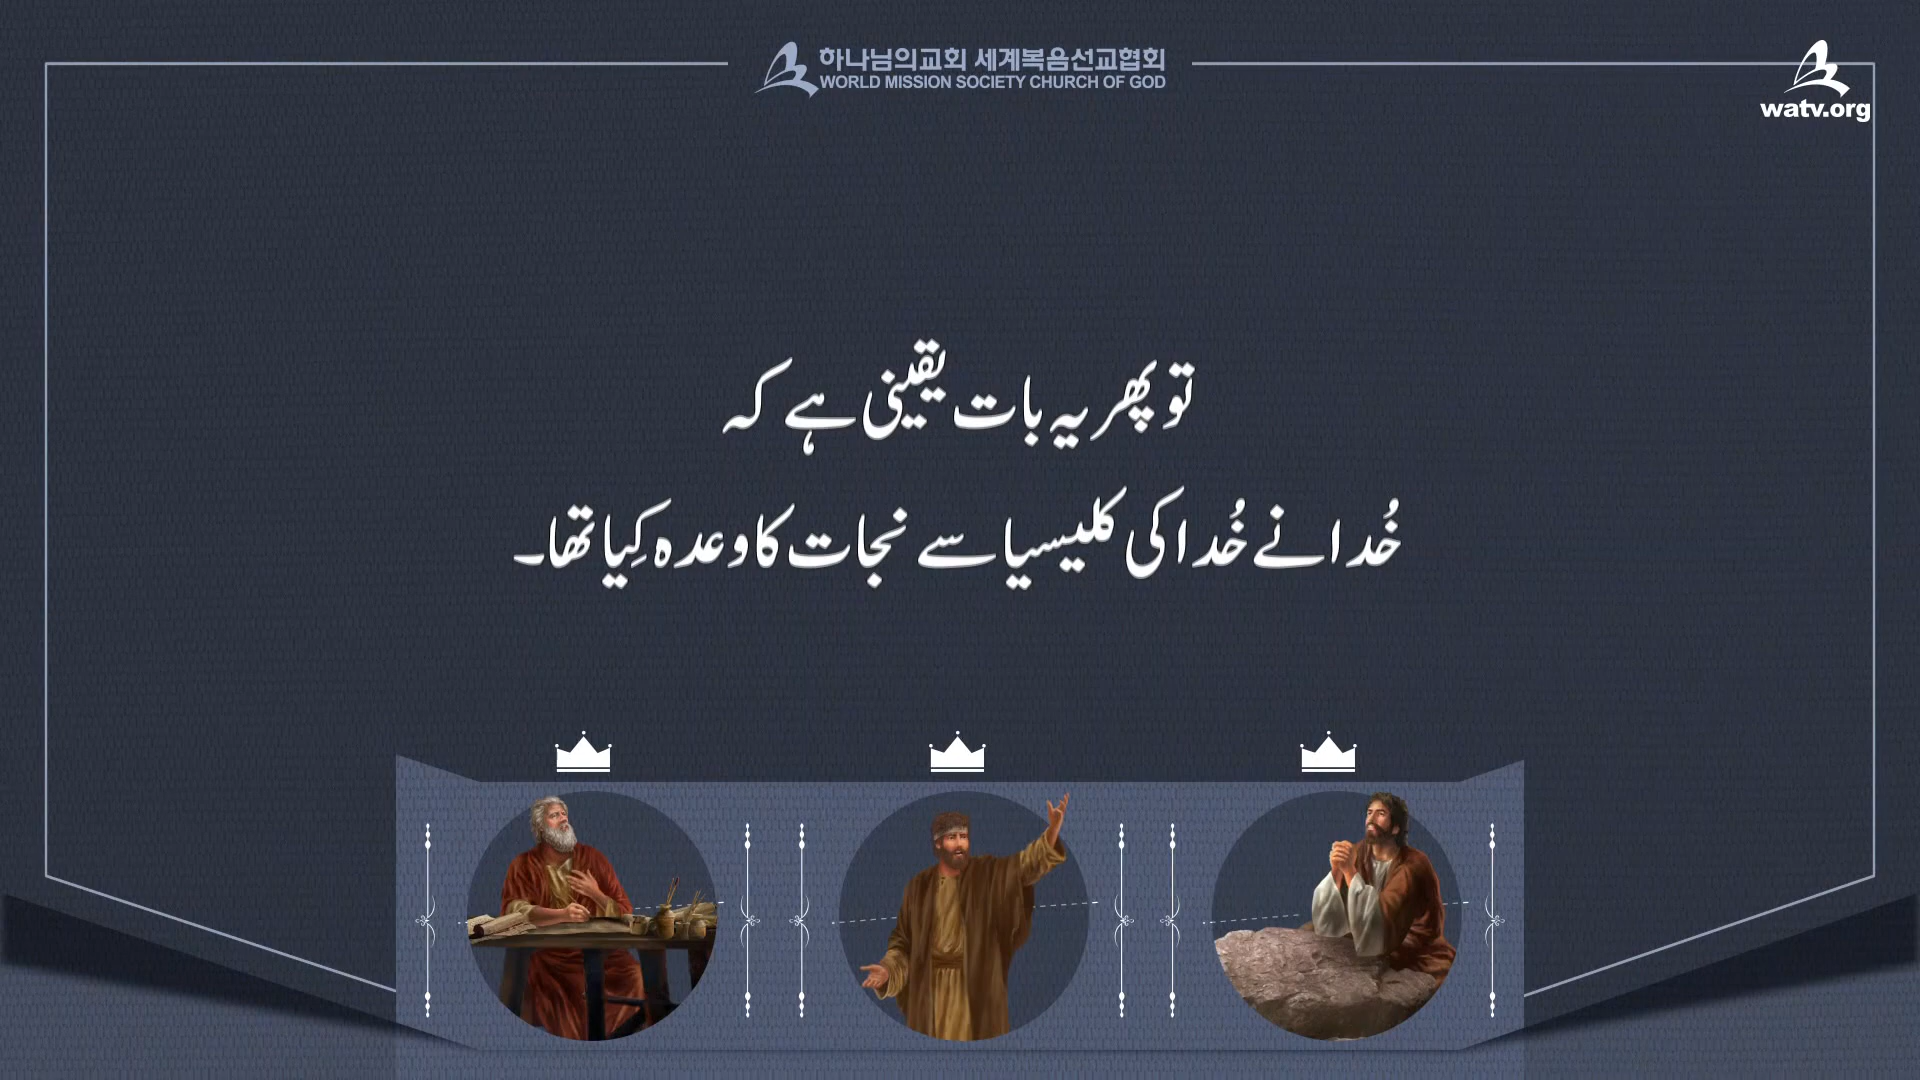 하나님의교회 세계복음선교협회
WORLD MISSION SOCIETY CHURCH OF GOD
watv.org
تو پھر یہ بات یقینی ہے کہ
خُدا نے خُدا کی کلیسیا سے نجات کا وعدہ کِیا تھا۔